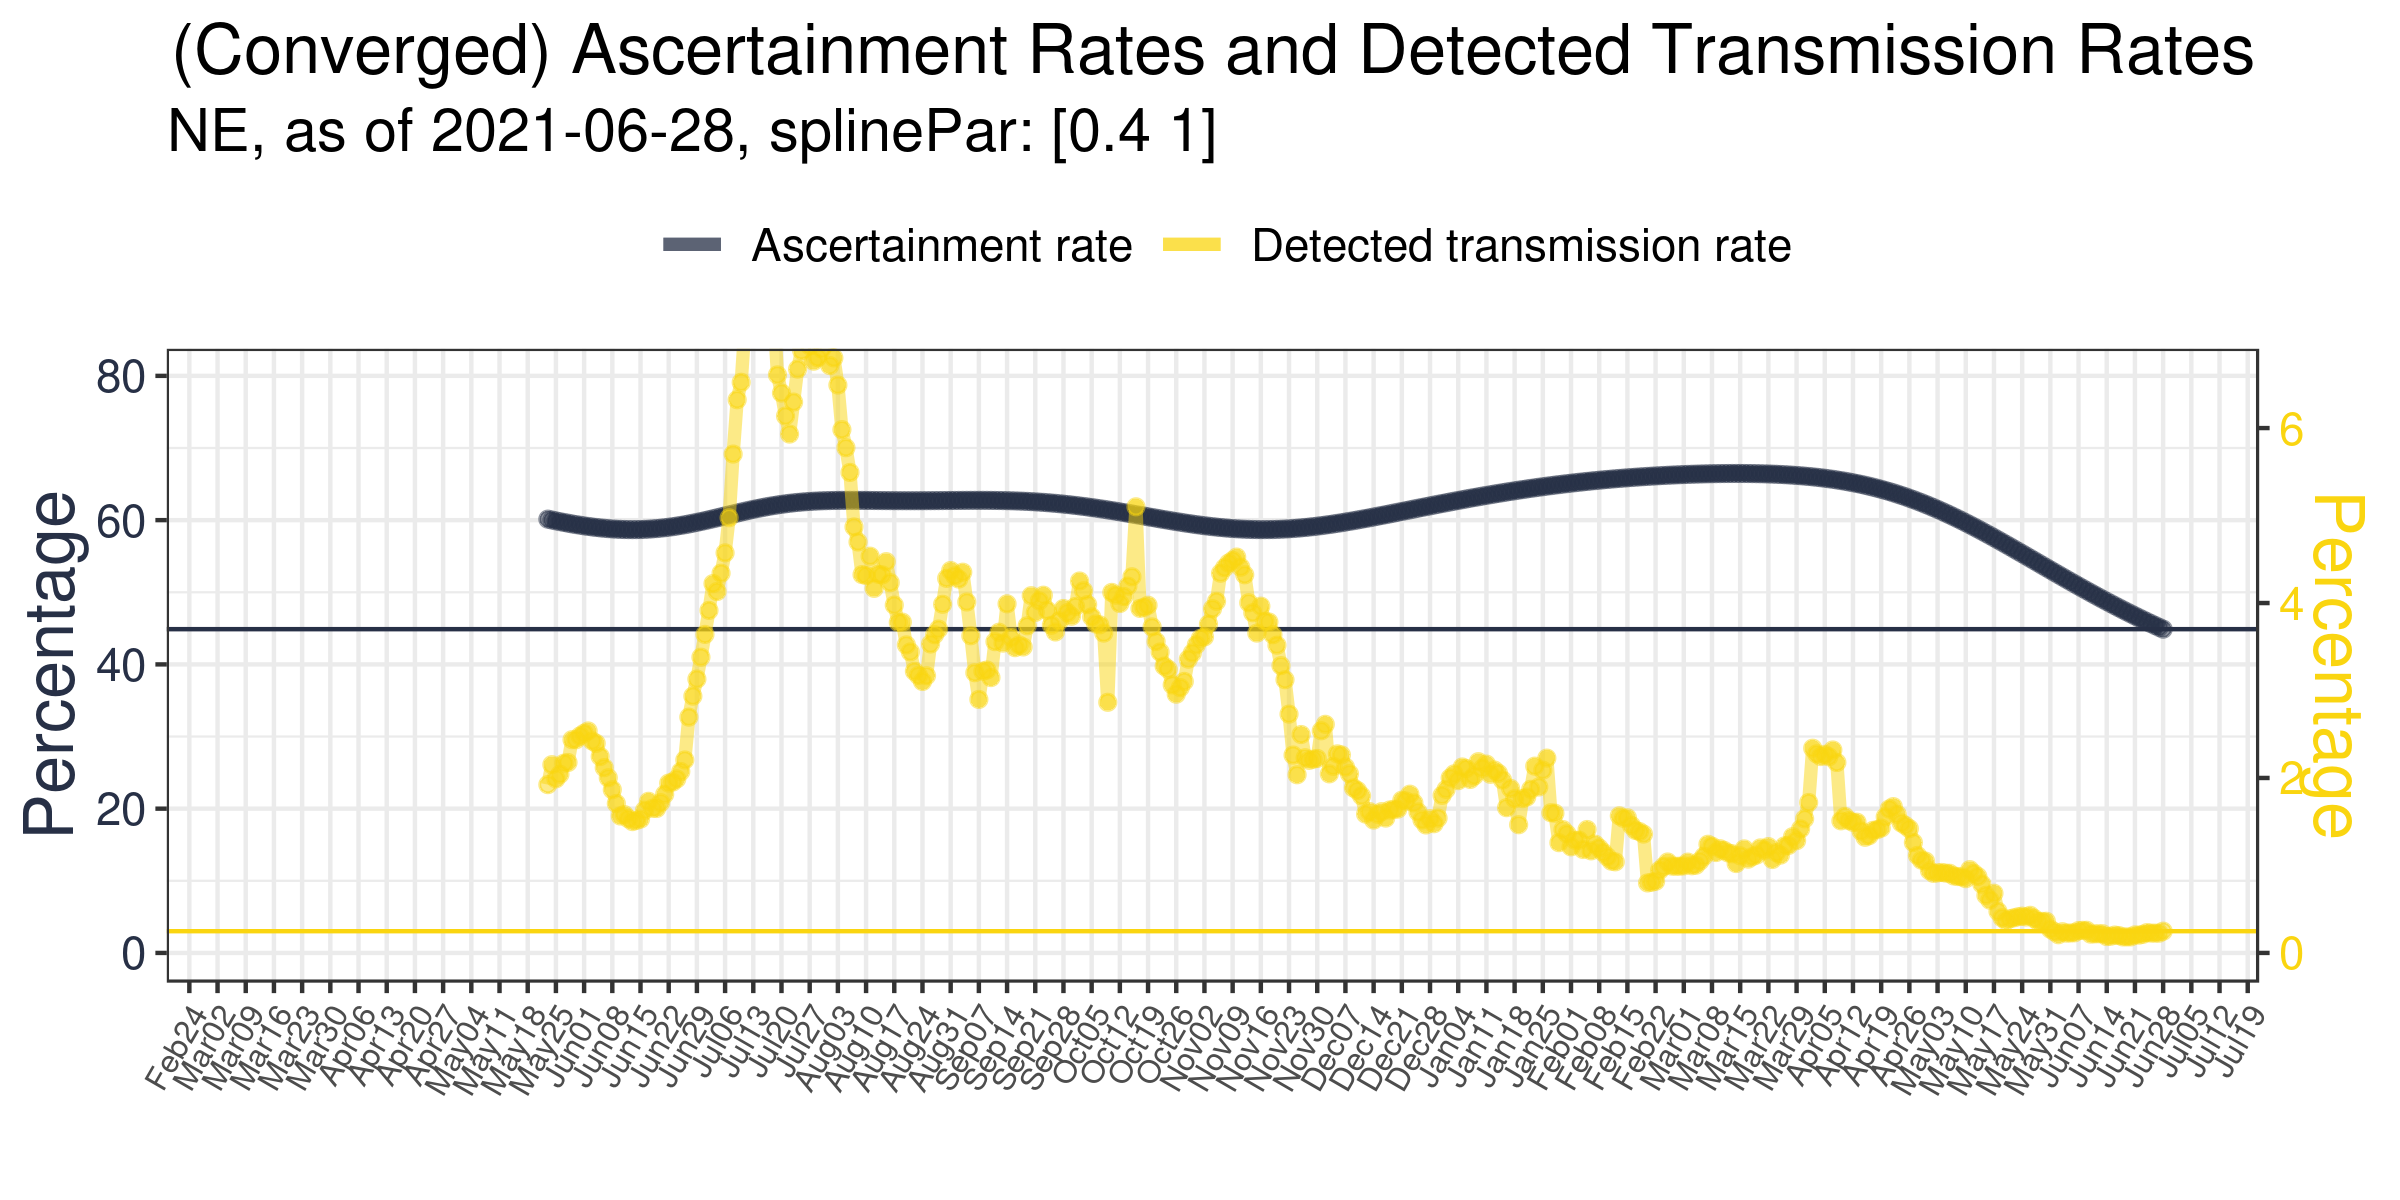 (Converged) Ascertainment Rates and Detected Transmission Rates
NE, as of 2021-06-28, splinePar: [0.4 1]
Ascertainment rate
Detected transmission rate
Percentage
80
60
40
20
0
6
4
2
0
Percentage
Feb24
Mar02
Mar09
Mar16
Mar23
Mar30
Apr06
Apr13
Apr20
Apr27
May04
May11
May18
May25
Jun01
Jun08
Jun15
Jun22
Jun29
Jul06
Jul13
Jul20
Jul27
Aug03
Aug10
Aug17
Aug24
Aug31
Sep07
Sep14
Sep21
Sep28
Oct05
Oct12
Oct19
Oct26
Nov02
Nov09
Nov16
Nov23
Nov30
Dec07
Dec14
Dec21
Dec28
Jan04
Jan11
Jan18
Jan25
Feb01
Feb08
Feb15
Feb22
Mar01
Mar08
Mar15
Mar22
Mar29
Apr05
Apr12
Apr19
Apr26
May03
May10
May17
May24
May31
Jun07
Jun14
Jun21
Jun28
Jul05
Jul12
Jul19